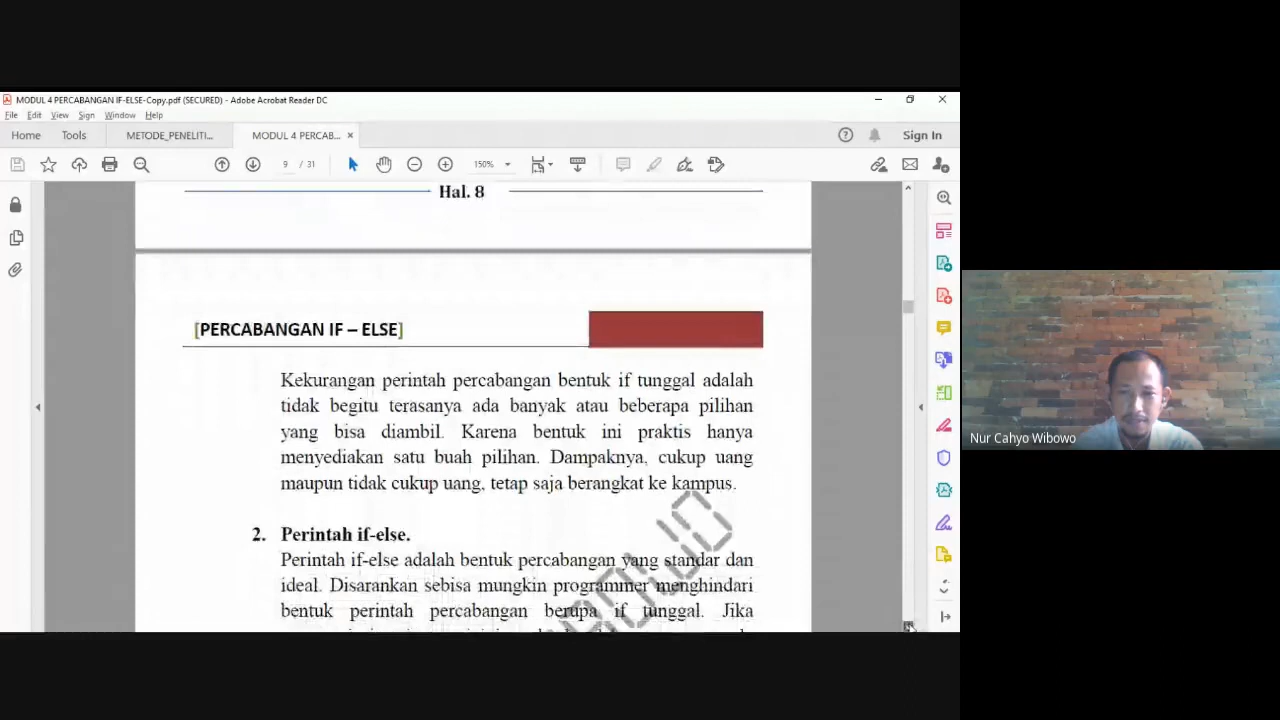 MODUL 4 PERCABANGAN IF-ELSE-Copy.pdf (SECURED) - Adobe Acrobat Reader DC
File Edit View Sign Window Help
Home Tools METODE_PENELITI... MODUL 4 PERCAB... × Sign In
9 / 31 150%
Hal. 8
[PERCABANGAN IF – ELSE]
Kekurangan perintah percabangan bentuk if tunggal adalah
tidak begitu terasanya ada banyak atau beberapa pilihan
yang bisa diambil. Karena bentuk ini praktis hanya
menyediakan satu buah pilihan. Dampaknya, cukup uang
maupun tidak cukup uang, tetap saja berangkat ke kampus.
2. Perintah if-else.
Perintah if-else adalah bentuk percabangan yang standar dan
ideal. Disarankan sebisa mungkin programmer menghindari
bentuk perintah percabangan berupa if tunggal. Jika
Nur Cahyo Wibowo